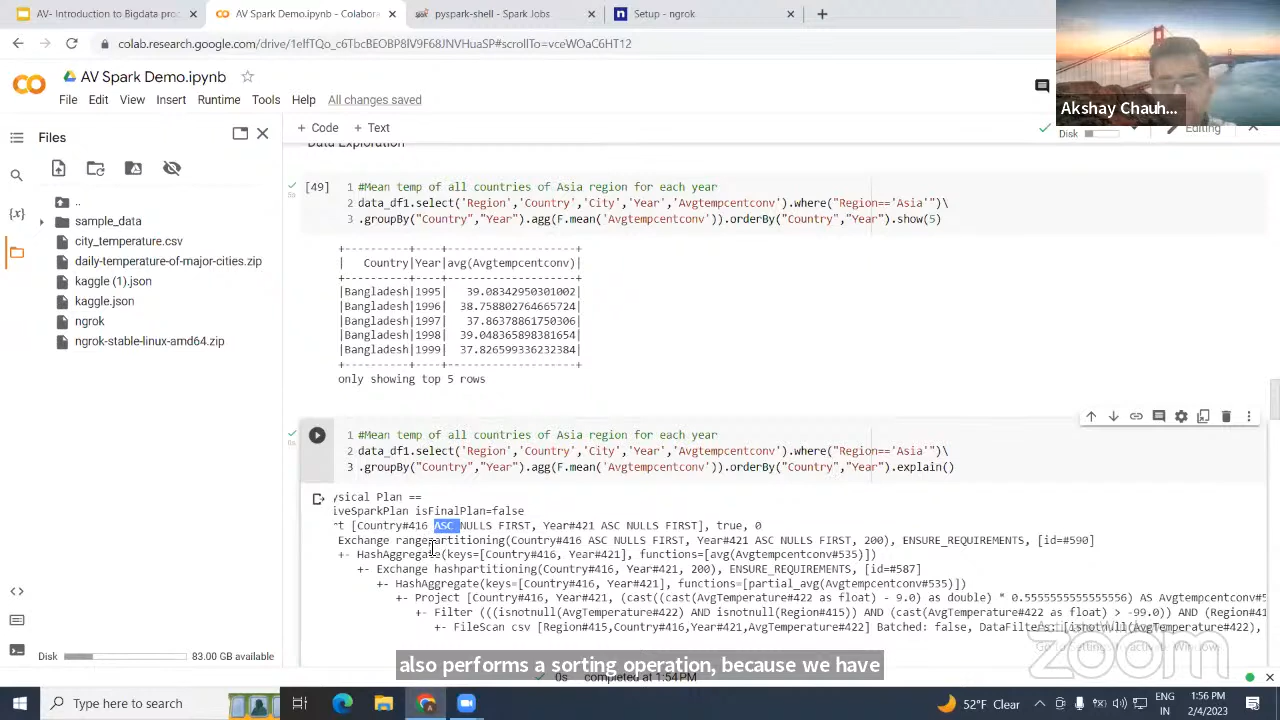 AV- Introduction to Bigdata proce
AV Spark Demo.ipynb - Colaborat
pyspark-shell - Spark Jobs
Setup - ngrok
colab.research.google.com/drive/1elfTQo_c6TbcBEOBP8lV9F68JNVHuaSP#scrollTo=vceWOaC6HT12
Akshay Chauh...
AV Spark Demo.ipynb
File Edit View Insert Runtime Tools Help All changes saved
Files
+ Code + Text
Disk
Editing
Data Exploration
..
sample_data
city_temperature.csv
daily-temperature-of-major-cities.zip
kaggle (1).json
kaggle.json
ngrok
ngrok-stable-linux-amd64.zip
[49]
5s
1 #Mean temp of all countries of Asia region for each year
2 data_df1.select('Region','Country','City','Year','Avgtempcentconv').where("Region=='Asia'")\
3 .groupBy("Country","Year").agg(F.mean('Avgtempcentconv')).orderBy("Country","Year").show(5)
+----------+----+--------------------+
| Country|Year|avg(Avgtempcentconv)|
+----------+----+--------------------+
|Bangladesh|1995| 39.08342950301002|
|Bangladesh|1996| 38.758802764665724|
|Bangladesh|1997| 37.86378861750306|
|Bangladesh|1998| 39.048365898381654|
|Bangladesh|1999| 37.826599336232384|
+----------+----+--------------------+
only showing top 5 rows
0s
1 #Mean temp of all countries of Asia region for each year
2 data_df1.select('Region','Country','City','Year','Avgtempcentconv').where("Region=='Asia'")\
3 .groupBy("Country","Year").agg(F.mean('Avgtempcentconv')).orderBy("Country","Year").explain()
ysical Plan ==
iveSparkPlan isFinalPlan=false
rt [Country#416 ASC NULLS FIRST, Year#421 ASC NULLS FIRST], true, 0
Exchange rangepartitioning(Country#416 ASC NULLS FIRST, Year#421 ASC NULLS FIRST, 200), ENSURE_REQUIREMENTS, [id=#590]
+- HashAggregate(keys=[Country#416, Year#421], functions=[avg(Avgtempcentconv#535)])
+- Exchange hashpartitioning(Country#416, Year#421, 200), ENSURE_REQUIREMENTS, [id=#587]
+- HashAggregate(keys=[Country#416, Year#421], functions=[partial_avg(Avgtempcentconv#535)])
+- Project [Country#416, Year#421, (cast((cast(AvgTemperature#422 as float) - 9.0) as double) * 0.5555555555555556) AS Avgtempcentconv#5
+- Filter (((isnotnull(AvgTemperature#422) AND isnotnull(Region#415)) AND (cast(AvgTemperature#422 as float) > -99.0)) AND (Region#41
+- FileScan csv [Region#415,Country#416,Year#421,AvgTemperature#422] Batched: false, DataFilters: [isnotnull(AvgTemperature#422),
Disk
83.00 GB available
also performs a sorting operation, because we have
0s completed at 1:54 PM
zoom
Type here to search
52°F Clear
ENG
IN
1:56 PM
2/4/2023